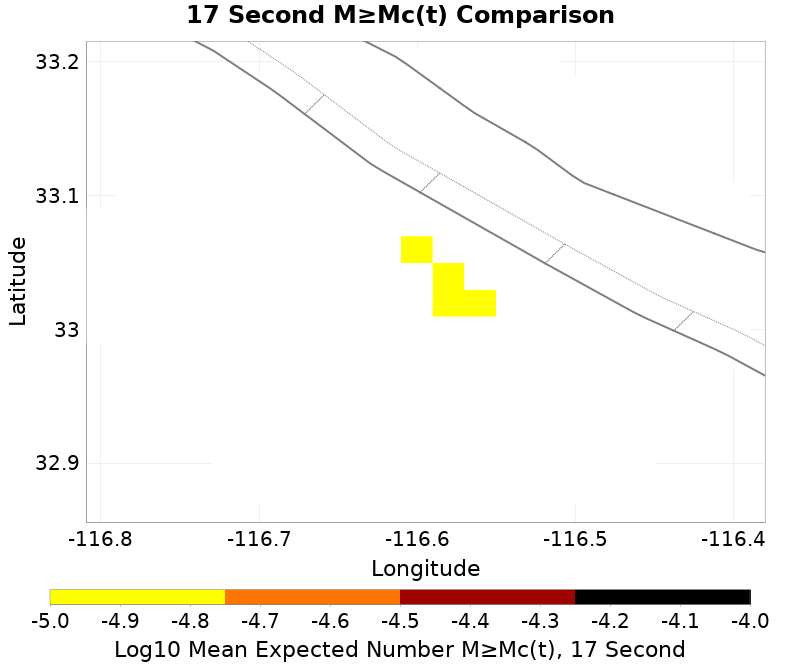 17 Second M≥Mc(t) Comparison
33.2
33.1
33
32.9
Latitude
-116.8 -116.7 -116.6 -116.5 -116.4
Longitude
-5.0 -4.9 -4.8 -4.7 -4.6 -4.5 -4.4 -4.3 -4.2 -4.1 -4.0
Log10 Mean Expected Number M≥Mc(t), 17 Second